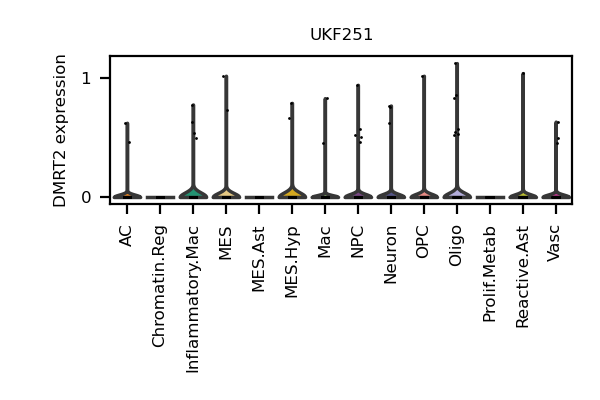 UKF251
DMRT2 expression
1
0
AC
Chromatin.Reg
Inflammatory.Mac
MES
MES.Ast
MES.Hyp
Mac
NPC
Neuron
OPC
Oligo
Prolif.Metab
Reactive.Ast
Vasc